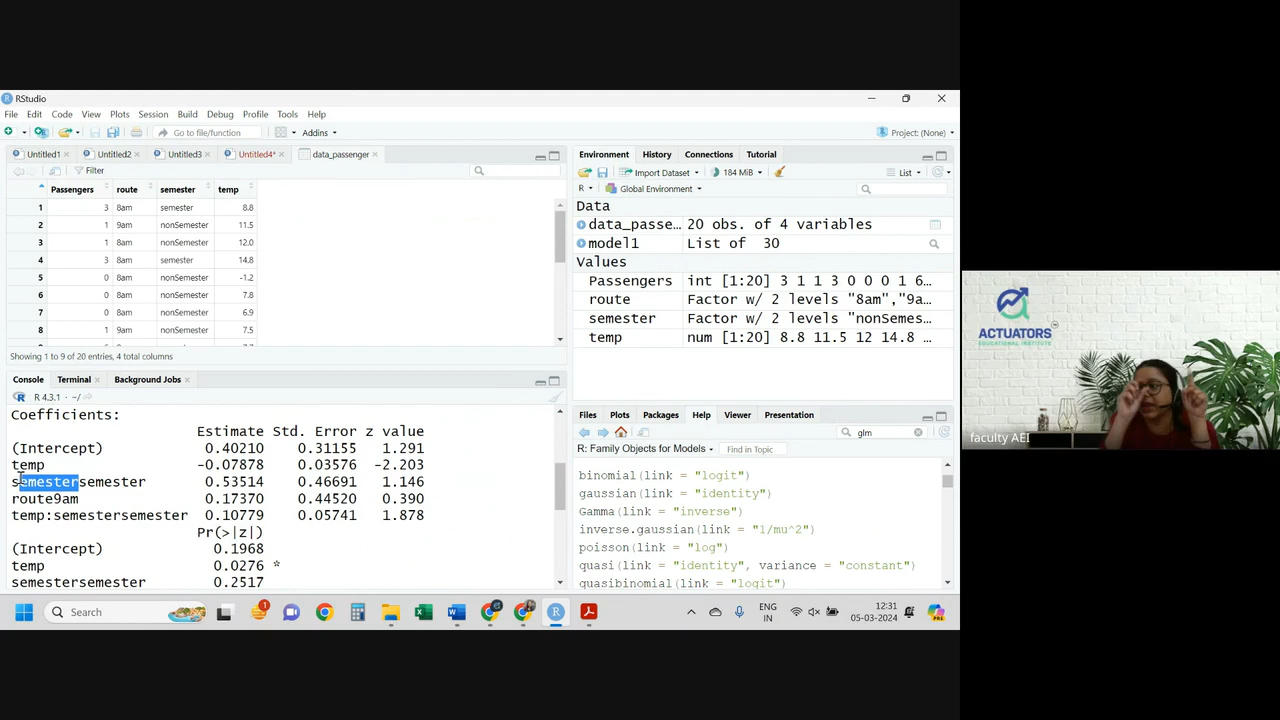 RStudio
File Edit Code View Plots Session Build Debug Profile Tools Help
Go to file/function Addins Project: (None)
Untitled1 Untitled2 Untitled3 Untitled4* data_passenger
Filter
Passengers route semester temp
1 3 8am semester 8.8
2 1 9am nonSemester 11.5
3 1 9am nonSemester 12.0
4 3 8am semester 14.8
5 0 8am nonSemester -1.2
6 0 8am nonSemester 7.8
7 0 8am nonSemester 6.9
8 1 9am nonSemester 7.5
Showing 1 to 9 of 20 entries, 4 total columns
Console Terminal Background Jobs
R 4.3.1 · ~/
Coefficients:
Estimate Std. Error z value
(Intercept) 0.40210 0.31155 1.291
temp -0.07878 0.03576 -2.203
semestersemester 0.53514 0.46691 1.146
route9am 0.17370 0.44520 0.390
temp:semestersemester 0.10779 0.05741 1.878
Pr(>|z|)
(Intercept) 0.1968
temp 0.0276 *
semestersemester 0.2517
Environment History Connections Tutorial
Import Dataset 184 MiB List
R Global Environment
Data
data_passe… 20 obs. of 4 variables
model1 List of 30
Values
Passengers int [1:20] 3 1 1 3 0 0 0 1 6…
route Factor w/ 2 levels "8am","9a…
semester Factor w/ 2 levels "nonSemes…
temp num [1:20] 8.8 11.5 12 14.8 …
Files Plots Packages Help Viewer Presentation
glm
R: Family Objects for Models Find in Topic
binomial(link = "logit")
gaussian(link = "identity")
Gamma(link = "inverse")
inverse.gaussian(link = "1/mu^2")
poisson(link = "log")
quasi(link = "identity", variance = "constant")
quasibinomial(link = "logit")
ACTUATORS
EDUCATIONAL INSTITUTE
faculty AEI
Search
ENG
IN
12:31
05-03-2024